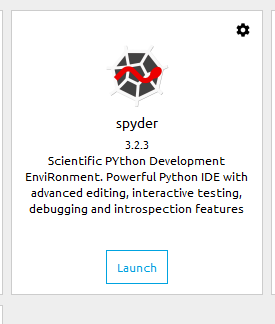 spyder
3.2.3
Scientific PYthon Development
EnviRonment. Powerful Python IDE with
advanced editing, interactive testing,
debugging and introspection features
Launch